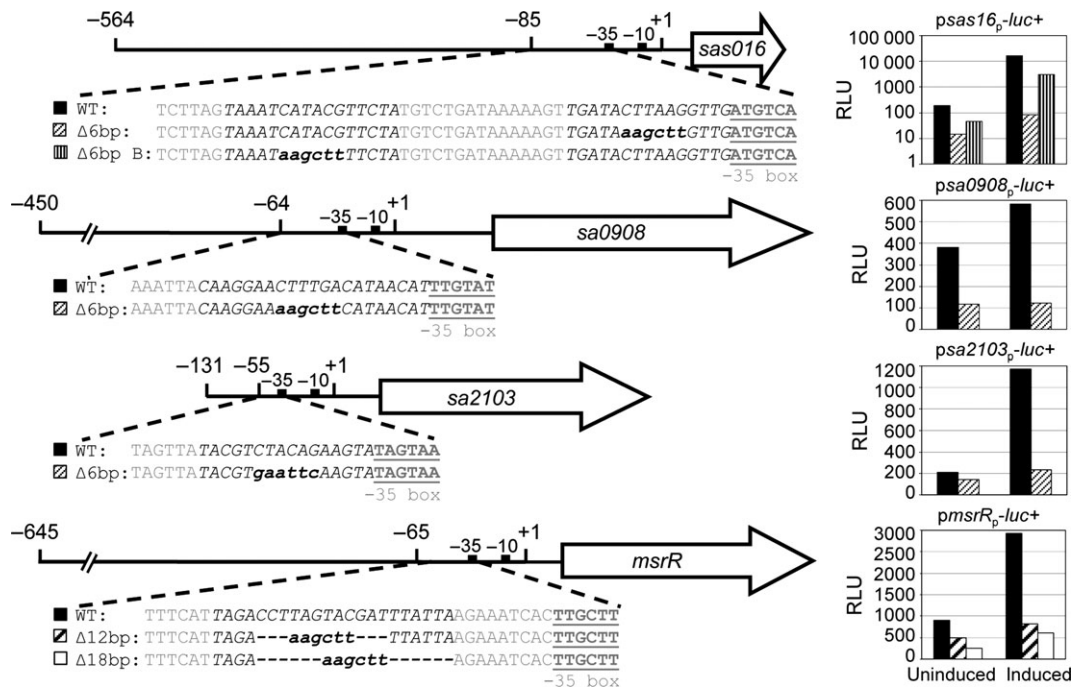 −564 −85 −35 −10 +1 sas016
WT: TCTTAGTAAATCATACGTTCTATGTCTGATAAAAAGTTGATACTTAAGGTTGATGTCA
Δ6bp: TCTTAGTAAATCATACGTTCTATGTCTGATAAAAAGTTGATAaagcttGTTGATGTCA
Δ6bp B: TCTTAGTAAATaagcttTTCTATGTCTGATAAAAAGTTGATACTTAAGGTTGATGTCA
−35 box
psas16p-luc+
RLU
100 000
10 000
1000
100
10
1
−450 −64 −35 −10 +1 sa0908
WT: AAATTACAAGGAACTTTGACATAACATTTGTAT
Δ6bp: AAATTACAAGGAAaagcttCATAACATTTGTAT
−35 box
psa0908p-luc+
RLU
600
500
400
300
200
100
0
−131 −55 −35 −10 +1 sa2103
WT: TAGTTATACGTCTACAGAAGTATAGTAA
Δ6bp: TAGTTATACGTgaattcAAGTATAGTAA
−35 box
psa2103p-luc+
RLU
1200
1000
800
600
400
200
0
−645 −65 −35 −10 +1 msrR
WT: TTTCATTAGACCTTAGTACGATTTATTAAGAAATCACTTGCTT
Δ12bp: TTTCATTAGA---aagctt---TTATTAAGAAATCACTTGCTT
Δ18bp: TTTCATTAGA------aagctt------AGAAATCACTTGCTT
−35 box
pmsrRp-luc+
RLU
3000
2500
2000
1500
1000
500
0
Uninduced Induced